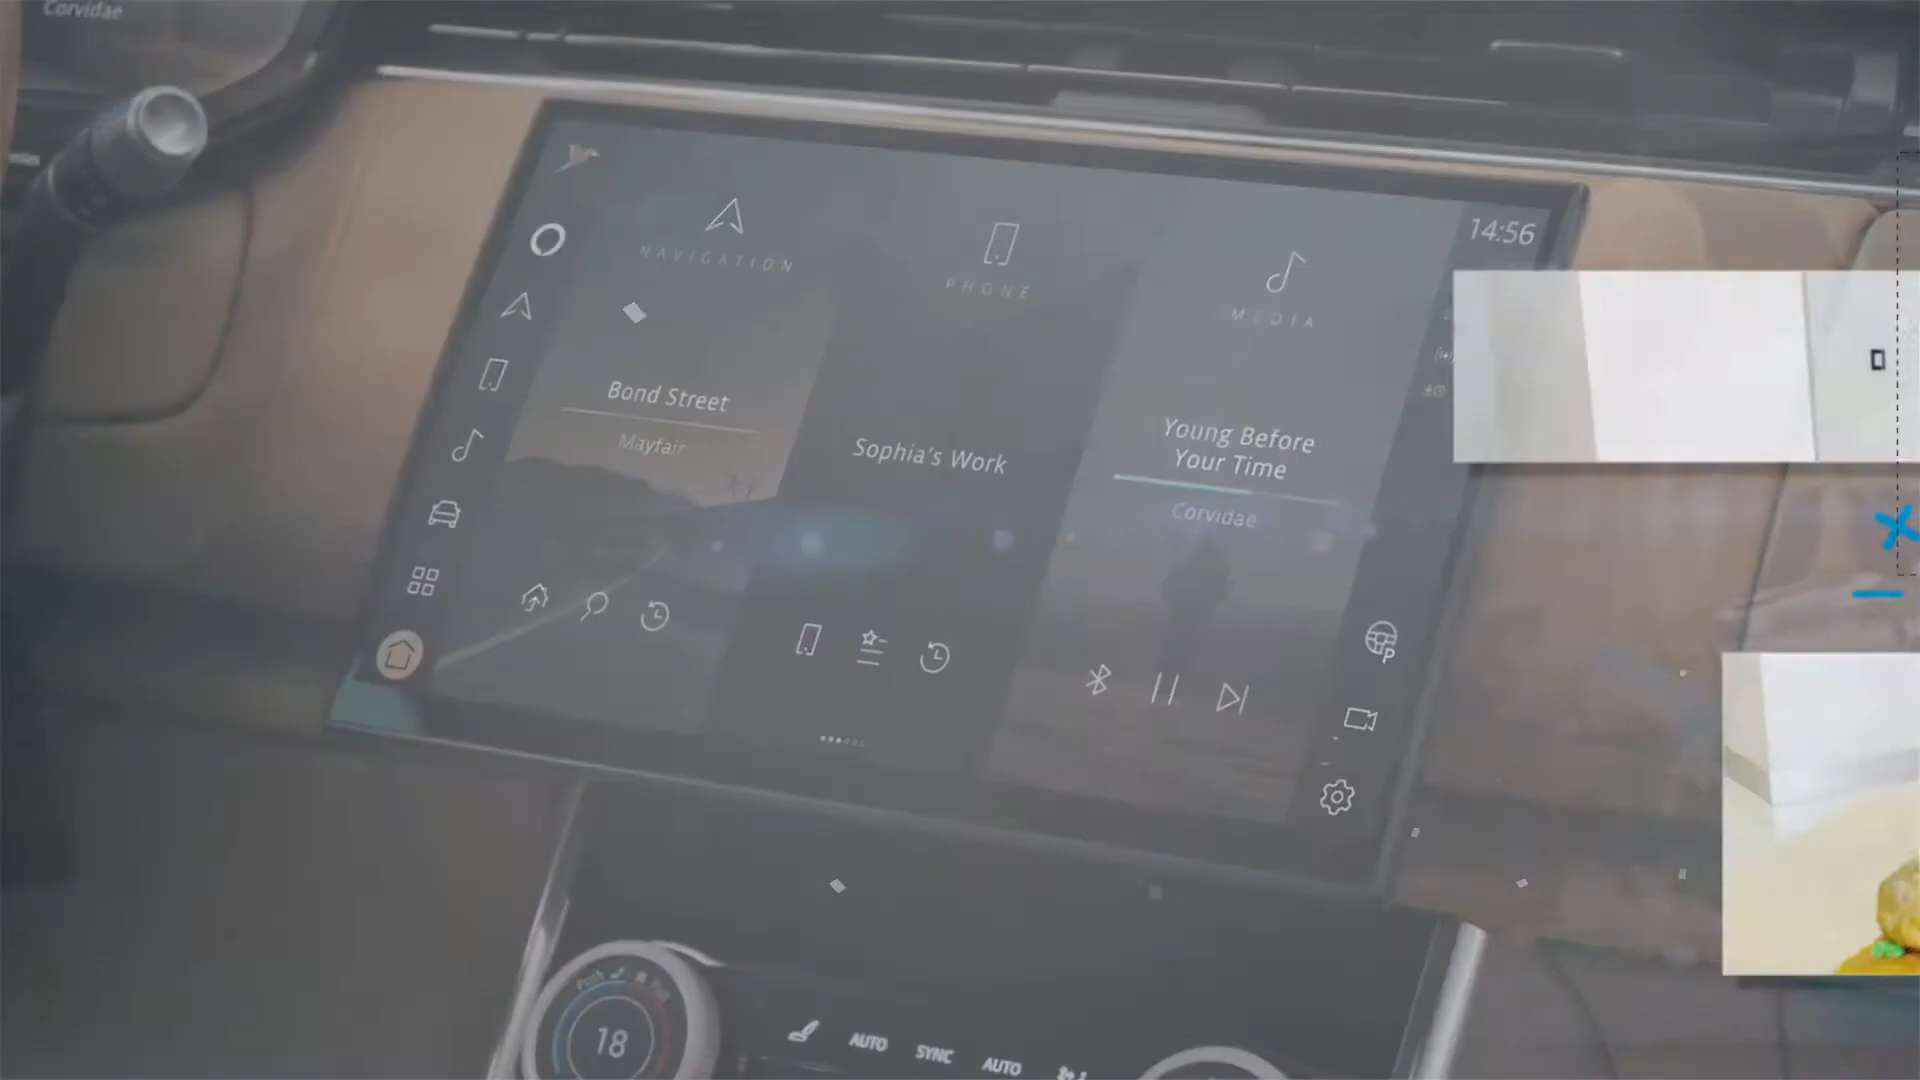 Corvidae
14:56
NAVIGATION
PHONE
MEDIA
Bond Street
Mayfair
Sophia's Work
Young Before
Your Time
Corvidae
P
Push
18
AUTO
SYNC
AUTO